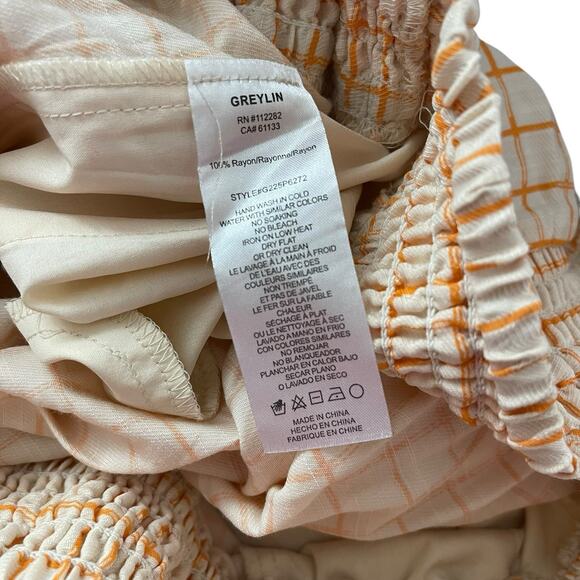 GREYLIN
RN #112282
CA# 61133
100% Rayon/Rayonne/Rayon
STYLE#G225P6272
HAND WASH IN COLD
WATER WITH SIMILAR COLORS
NO SOAKING
NO BLEACH
IRON ON LOW HEAT
DRY FLAT
OR DRY CLEAN
LE LAVAGE À LA MAIN À FROID
DE L'EAU AVEC DES
COULEURS SIMILAIRES
NON TREMPÉ
ET PAS DE JAVEL
LE FER SUR LA FAIBLE
CHALEUR
SÉCHAGE À PLAT
OU LE NETTOYAGE À SEC
LAVADO A MANO EN FRIO
CON COLORES SIMILARES
NO REMOJAR
NO BLANQUEADOR
PLANCHAR EN CALOR BAJO
SECAR PLANO
O LAVADO EN SECO
MADE IN CHINA
HECHO EN CHINA
FABRIQUE EN CHINE